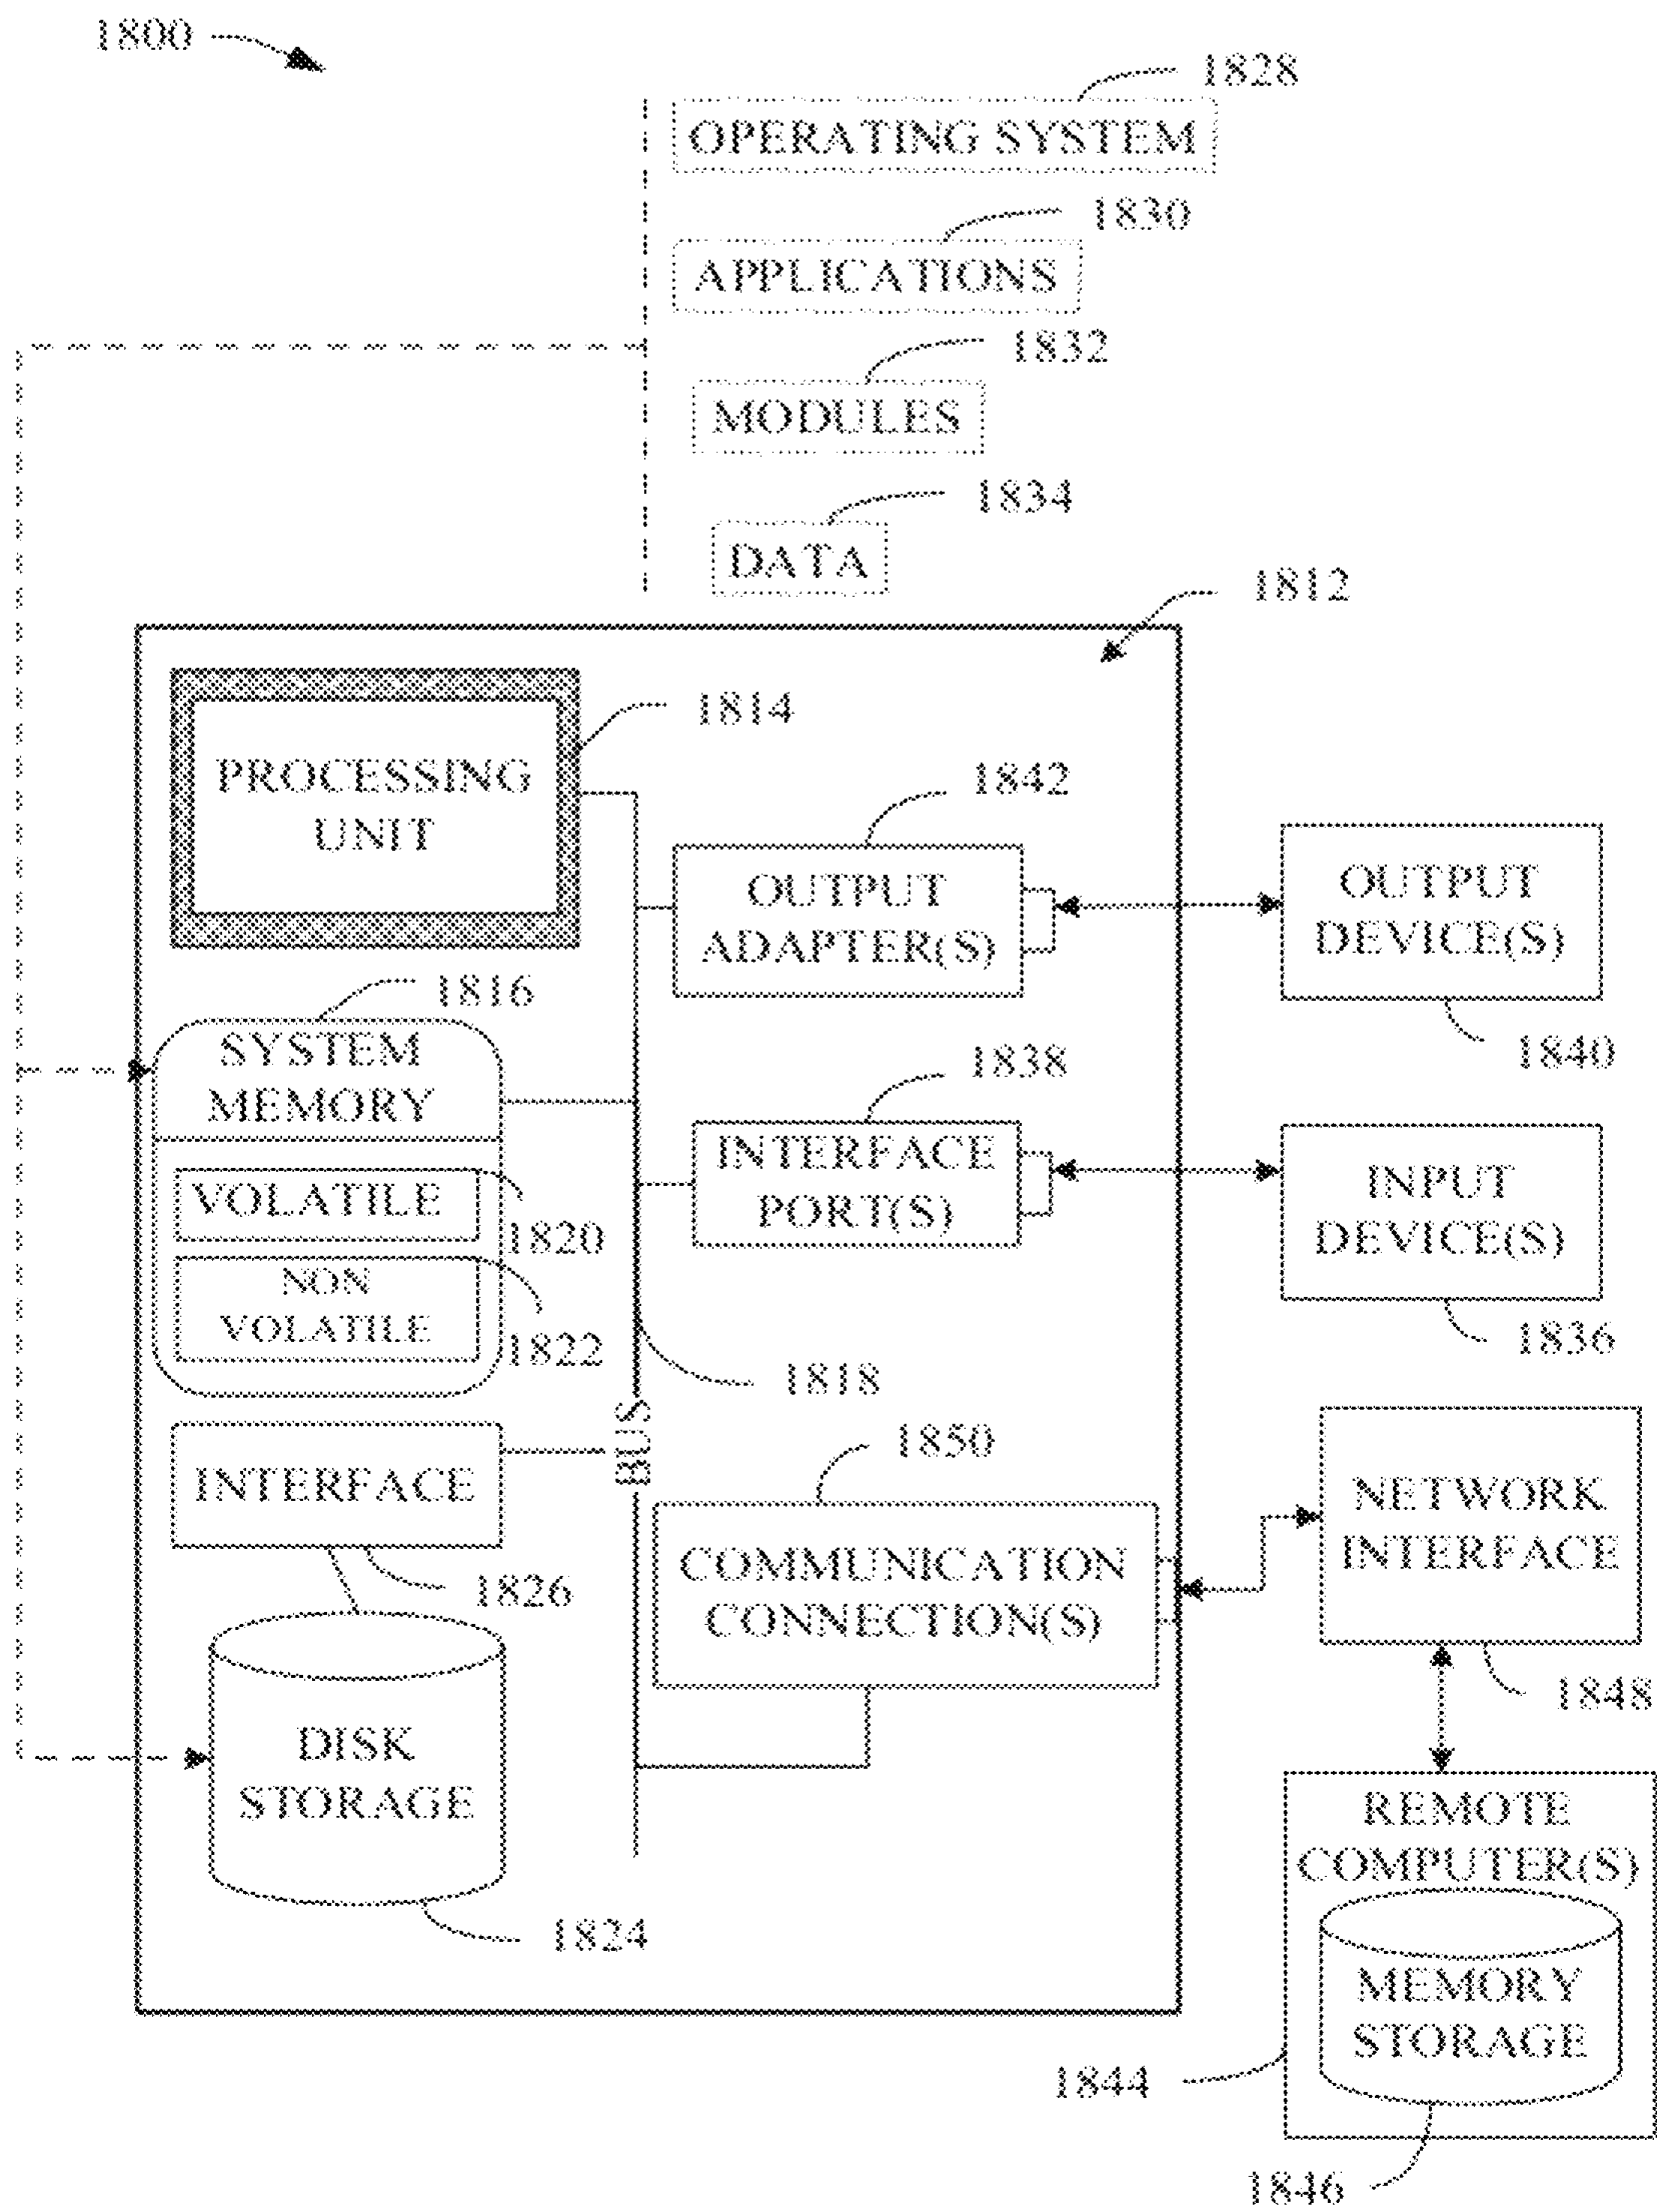 1800
1828
OPERATING SYSTEM
1830
APPLICATIONS
1832
MODULES
1834
DATA
1812
PROCESSING
UNIT
1814
1842
OUTPUT
ADAPTER(S)
OUTPUT
DEVICE(S)
1840
1816
SYSTEM
MEMORY
VOLATILE
1820
NON
VOLATILE
1822
1838
INTERFACE
PORT(S)
INPUT
DEVICE(S)
1836
1818
BUS
INTERFACE
1826
1850
COMMUNICATION
CONNECTION(S)
NETWORK
INTERFACE
1848
DISK
STORAGE
1824
REMOTE
COMPUTER(S)
MEMORY
STORAGE
1844
1846